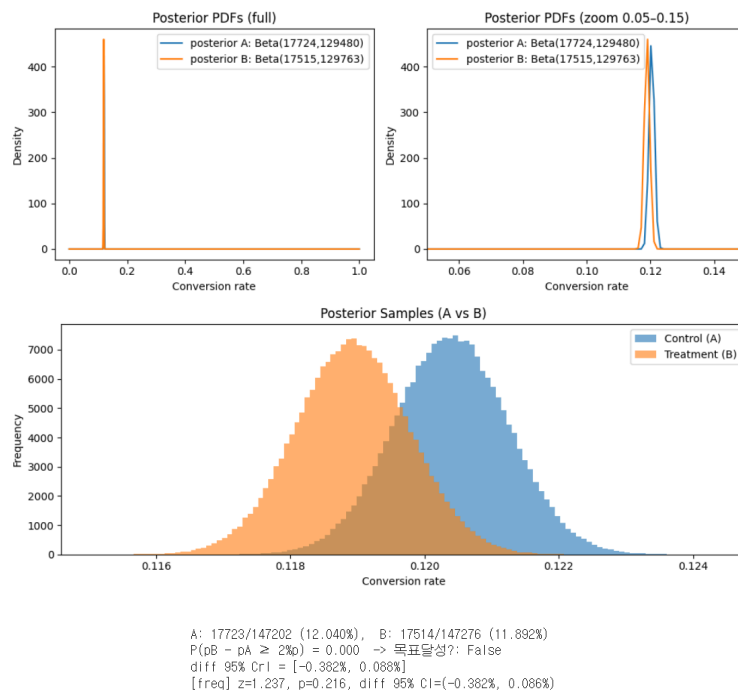 Posterior PDFs (full)
Posterior PDFs (zoom 0.05–0.15)
posterior A: Beta(17724,129480)
posterior B: Beta(17515,129763)
posterior A: Beta(17724,129480)
posterior B: Beta(17515,129763)
Density
400
300
200
100
0
0.0 0.2 0.4 0.6 0.8 1.0
Conversion rate
Density
400
300
200
100
0
0.06 0.08 0.10 0.12 0.14
Conversion rate
Posterior Samples (A vs B)
Control (A)
Treatment (B)
Frequency
7000
6000
5000
4000
3000
2000
1000
0
0.116 0.118 0.120 0.122 0.124
Conversion rate
A: 17723/147202 (12.040%), B: 17514/147276 (11.892%)
P(pB - pA ≥ 2%p) = 0.000 -> 목표달성?: False
diff 95% CrI = [-0.382%, 0.088%]
[freq] z=1.237, p=0.216, diff 95% CI=(-0.382%, 0.086%)